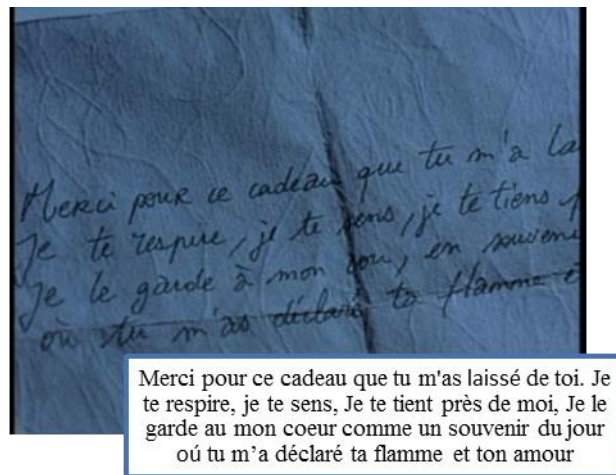 Merci pour ce cadeau que tu m'a la
Je te respire, je te sens, je te tiens p
Je le garde à mon cou, en souveni
où tu m'as déclaré ta flamme e
Merci pour ce cadeau que tu m'as laissé de toi. Je
te respire, je te sens, Je te tient près de moi, Je le
garde au mon coeur comme un souvenir du jour
oú tu m’a déclaré ta flamme et ton amour